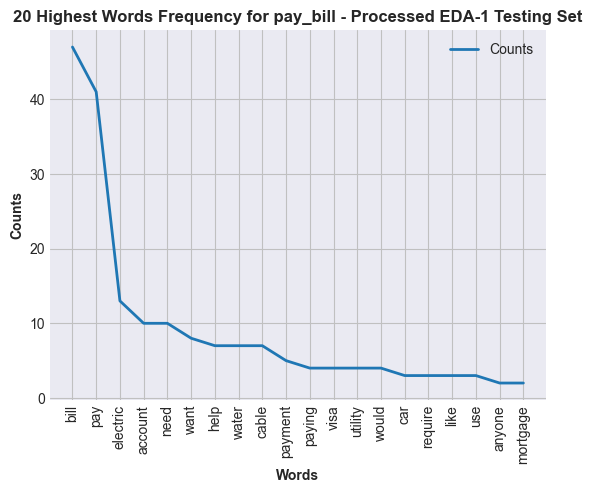 20 Highest Words Frequency for pay_bill - Processed EDA-1 Testing Set
Counts
40
30
20
10
0
Counts
bill
pay
electric
account
need
want
help
water
cable
payment
paying
visa
utility
would
car
require
like
use
anyone
mortgage
Words